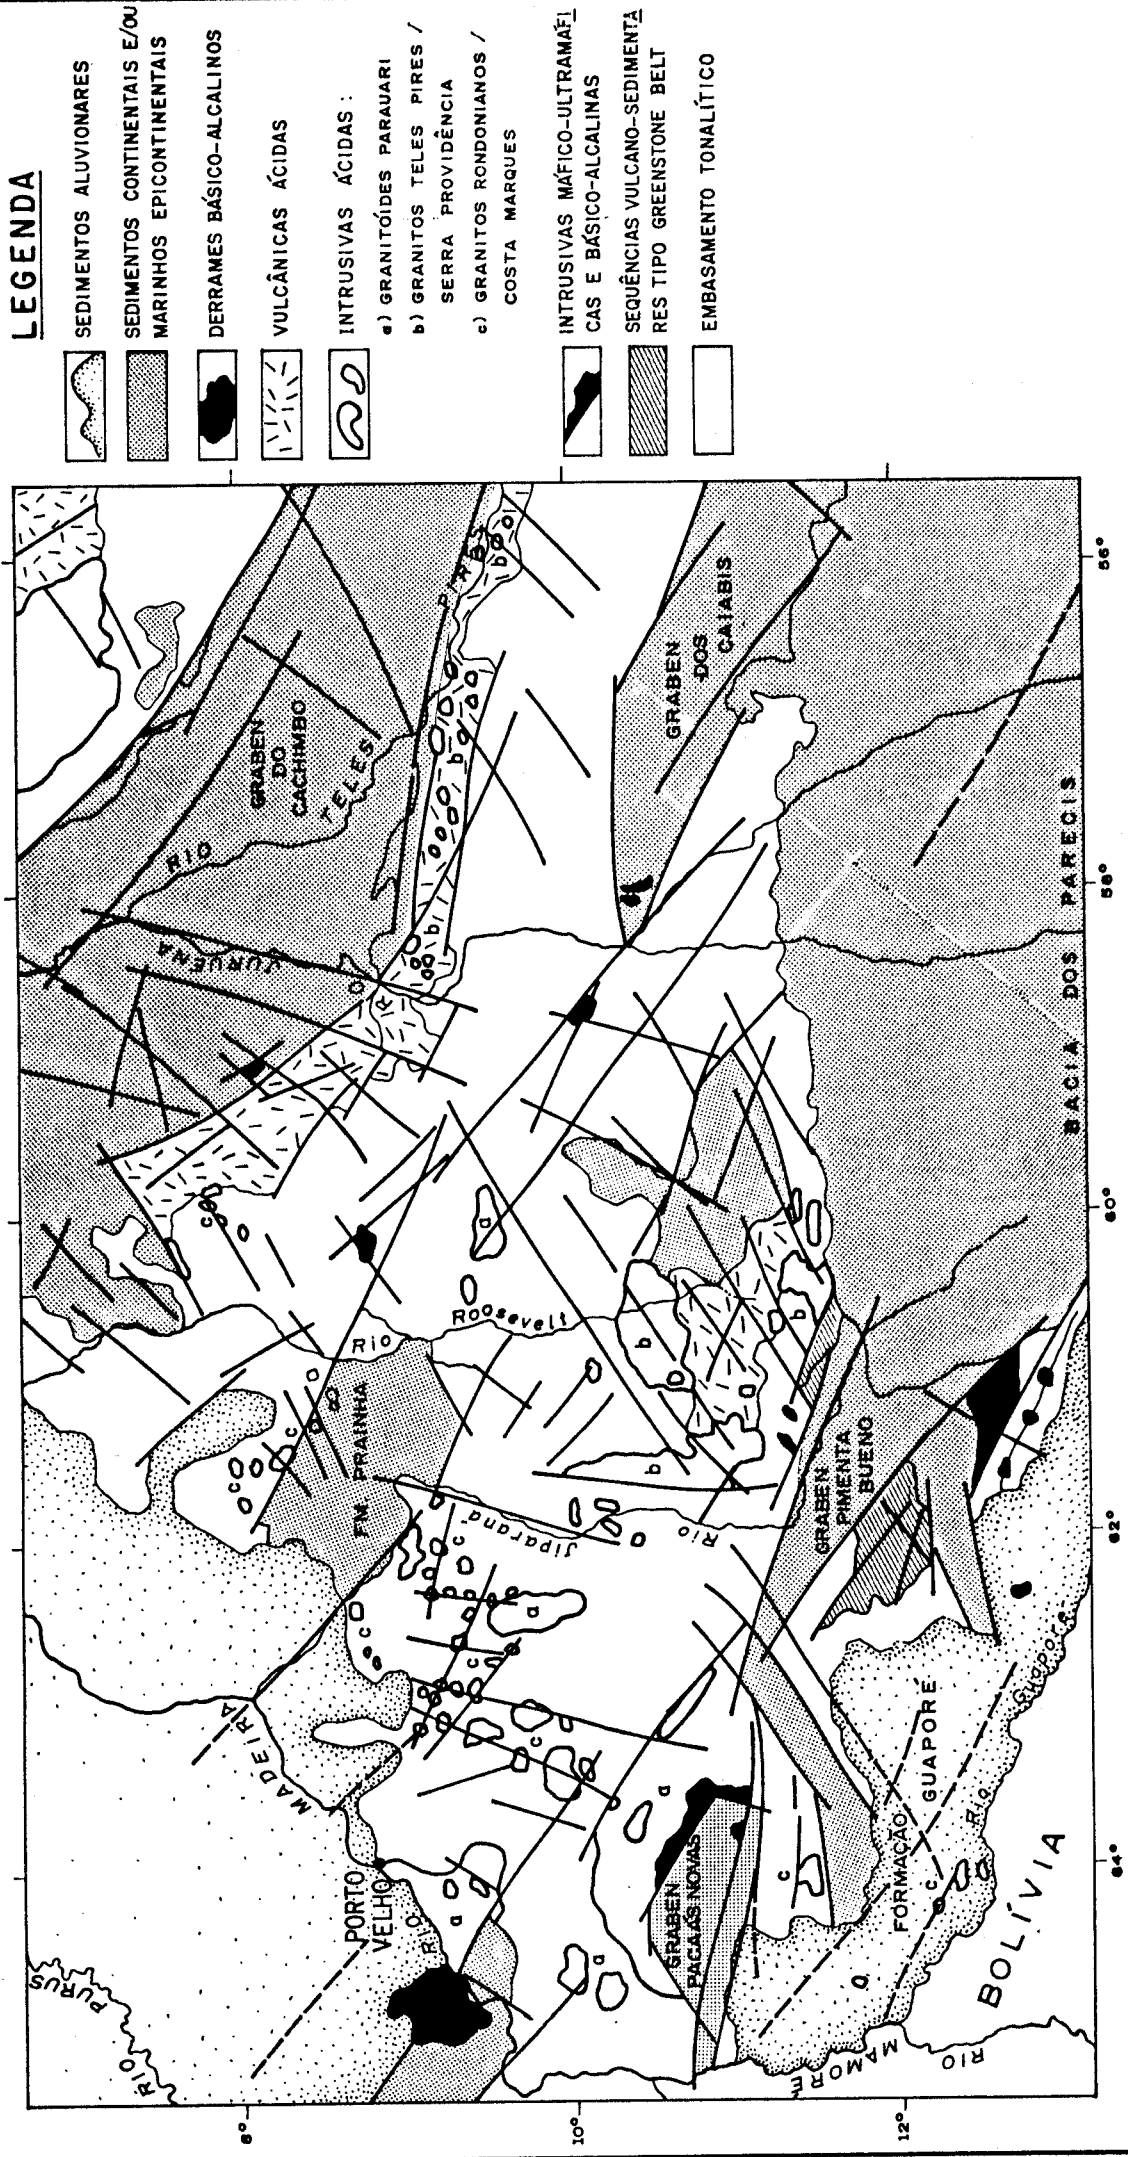 LEGENDA
SEDIMENTOS ALUVIONARES
SEDIMENTOS CONTINENTAIS E/OU
MARINHOS EPICONTINENTAIS
DERRAMES BÁSICO-ALCALINOS
VULCÂNICAS ÁCIDAS
INTRUSIVAS ÁCIDAS :
a) GRANITÓIDES PARAUARI
b) GRANITOS TELES PIRES /
SERRA PROVIDÊNCIA
c) GRANITOS RONDONIANOS /
COSTA MARQUES
INTRUSIVAS MÁFICO-ULTRAMÁFI
CAS E BÁSICO-ALCALINAS
SEQUÊNCIAS VULCANO-SEDIMENTA
RES TIPO GREENSTONE BELT
EMBASAMENTO TONALÍTICO
RIO PURUS
PORTO
VELHO
RIO
MADEIRA
FM PRAINHA
Rio
Roosevelt
RIO
JURUENA
RIO
TELES
PIRES
GRABEN
DO
CACHIMBO
GRABEN
DOS
CAIABIS
Rio
Jiparaná
GRABEN
PIMENTA
BUENO
GRABEN
PACAÁS NOVAS
FORMAÇÃO
GUAPORÉ
Rio
Guaporé
RIO
MAMORÉ
BOLÍVIA
BACIA DOS PARECIS
8°
10°
12°
64°
62°
60°
58°
56°
a
a
a
a
a
b
b
b
b
b
b
b
c
c
c
c
c
c
c
c
c